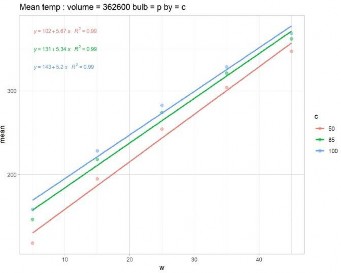 Mean temp : volume = 362600 bulb = p by = c
y = 102 + 5.67 x R² = 0.99
y = 131 + 5.34 x R² = 0.99
y = 143 + 5.2 x R² = 0.99
mean
300
200
10
20
30
40
w
c
50
85
100